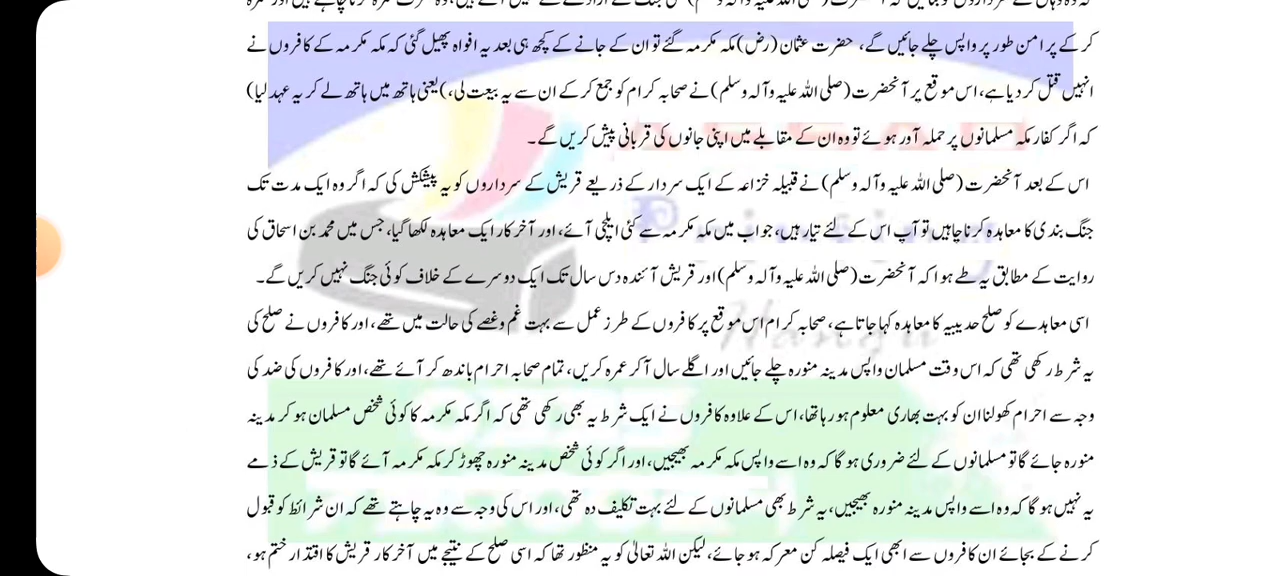 کر کے پر امن طور پر واپس چلے جائیں گے، حضرت عثمان (رض) مکہ مکرمہ گئے تو ان کے جانے کے کچھ ہی بعد یہ افواہ پھیل گئی کہ مکہ مکرمہ کے کافروں نے
انہیں قتل کر دیا ہے، اس موقع پر آنحضرت (صلی اللہ علیہ وآلہ وسلم) نے صحابہ کرام کو جمع کر کے ان سے یہ بیعت لی، )یعنی ہاتھ میں ہاتھ لے کر یہ عہد لیا)
کہ اگر کفار مکہ مسلمانوں پر حملہ آور ہوئے تو وہ ان کے مقابلے میں اپنی جانوں کی قربانی پیش کریں گے۔
اس کے بعد آنحضرت (صلی اللہ علیہ وآلہ وسلم) نے قبیلہ خزاعہ کے ایک سردار کے ذریعے قریش کے سرداروں کو یہ پیشکش کی کہ اگر وہ ایک مدت تک
جنگ بندی کا معاہدہ کرنا چاہیں تو آپ اس کے لئے تیار ہیں، جواب میں مکہ مکرمہ سے کئی ایلچی آئے، اور آخر کار ایک معاہدہ لکھا گیا، جس میں محمد بن اسحاق کی
روایت کے مطابق یہ طے ہوا کہ آنحضرت (صلی اللہ علیہ وآلہ وسلم) اور قریش آئندہ دس سال تک ایک دوسرے کے خلاف کوئی جنگ نہیں کریں گے۔
اسی معاہدے کو صلح حدیبیہ کا معاہدہ کہا جاتا ہے، صحابہ کرام اس موقع پر کافروں کے طرز عمل سے بہت غم و غصے کی حالت میں تھے، اور کافروں نے صلح کی
یہ شرط رکھی تھی کہ اس وقت مسلمان واپس مدینہ منورہ چلے جائیں اور اگلے سال آ کر عمرہ کریں، تمام صحابہ احرام باندھ کر آئے تھے، اور کافروں کی ضد کی
وجہ سے احرام کھولنا ان کو بہت بھاری معلوم ہو رہا تھا، اس کے علاوہ کافروں نے ایک شرط یہ بھی رکھی تھی کہ اگر مکہ مکرمہ کا کوئی شخص مسلمان ہو کر مدینہ
منورہ جائے گا تو مسلمانوں کے لئے ضروری ہو گا کہ وہ اسے واپس مکہ مکرمہ بھیجیں، اور اگر کوئی شخص مدینہ منورہ چھوڑ کر مکہ مکرمہ آئے گا تو قریش کے ذمے
یہ نہیں ہو گا کہ وہ اسے واپس مدینہ منورہ بھیجیں، یہ شرط بھی مسلمانوں کے لئے بہت تکلیف دہ تھی، اور اس کی وجہ سے وہ یہ چاہتے تھے کہ ان شرائط کو قبول
کرنے کے بجائے ان کافروں سے ابھی ایک فیصلہ کن معرکہ ہو جائے، لیکن اللہ تعالیٰ کو یہ منظور تھا کہ اسی صلح کے نتیجے میں آخر کار قریش کا اقتدار ختم ہو،